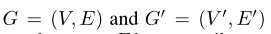 G = (V, E) and G′ = (V′, E′)